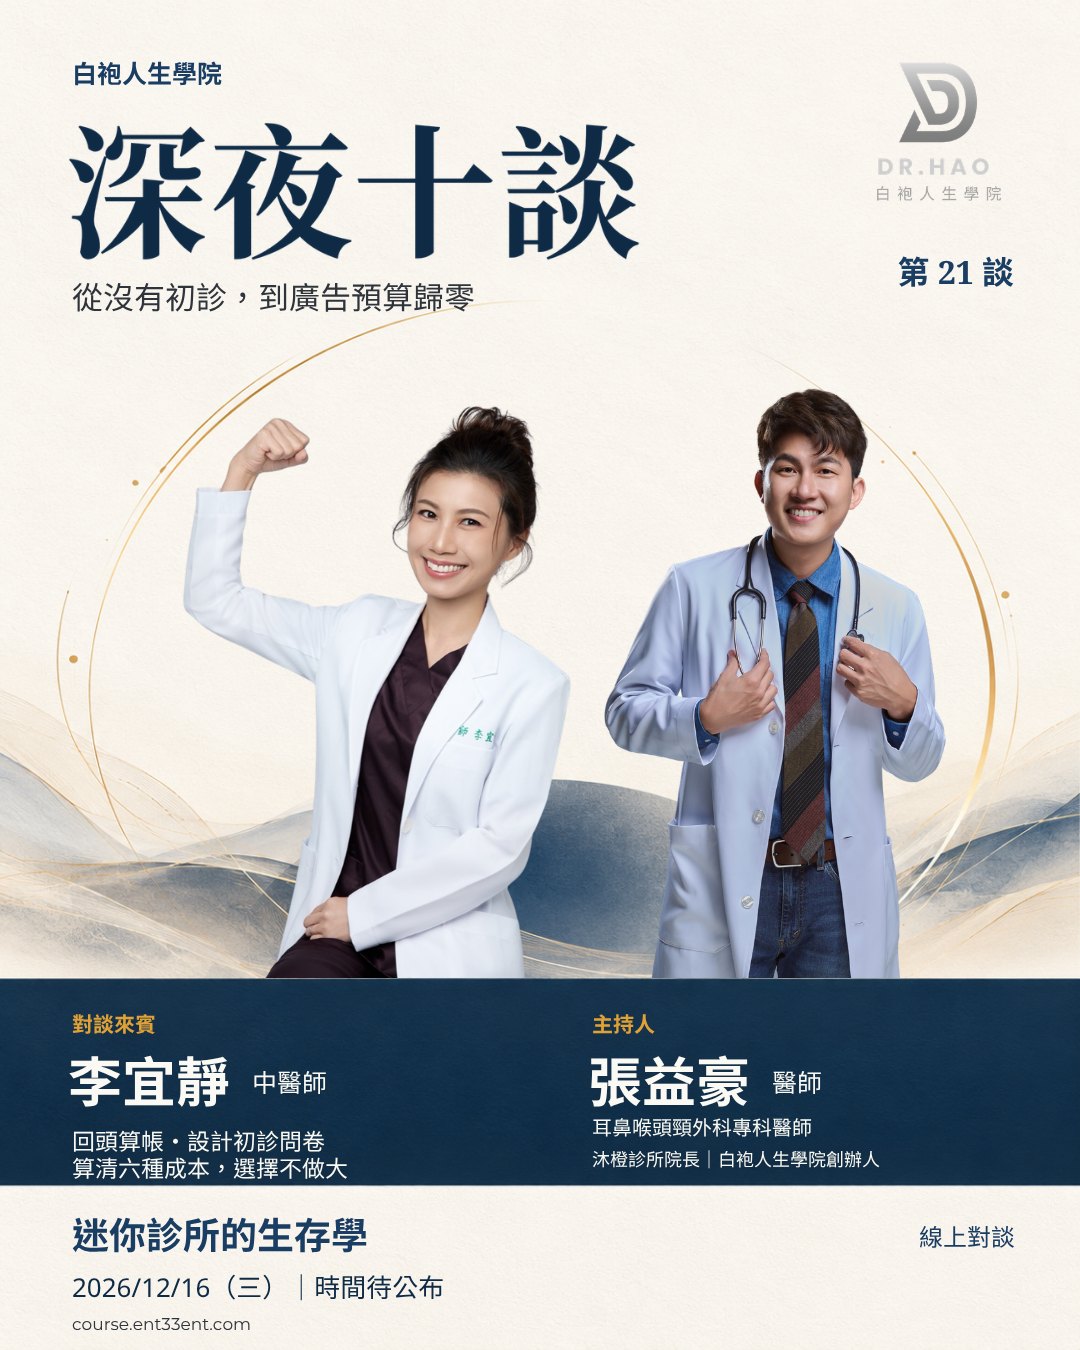 白袍人生學院
深夜十談
從沒有初診，到廣告預算歸零
DR.HAO
白袍人生學院
第 21 談
師 李宜
對談來賓
李宜靜 中醫師
回頭算帳・設計初診問卷
算清六種成本，選擇不做大
主持人
張益豪 醫師
耳鼻喉頭頸外科專科醫師
沐橙診所院長｜白袍人生學院創辦人
迷你診所的生存學
線上對談
2026/12/16（三）｜時間待公布
course.ent33ent.com